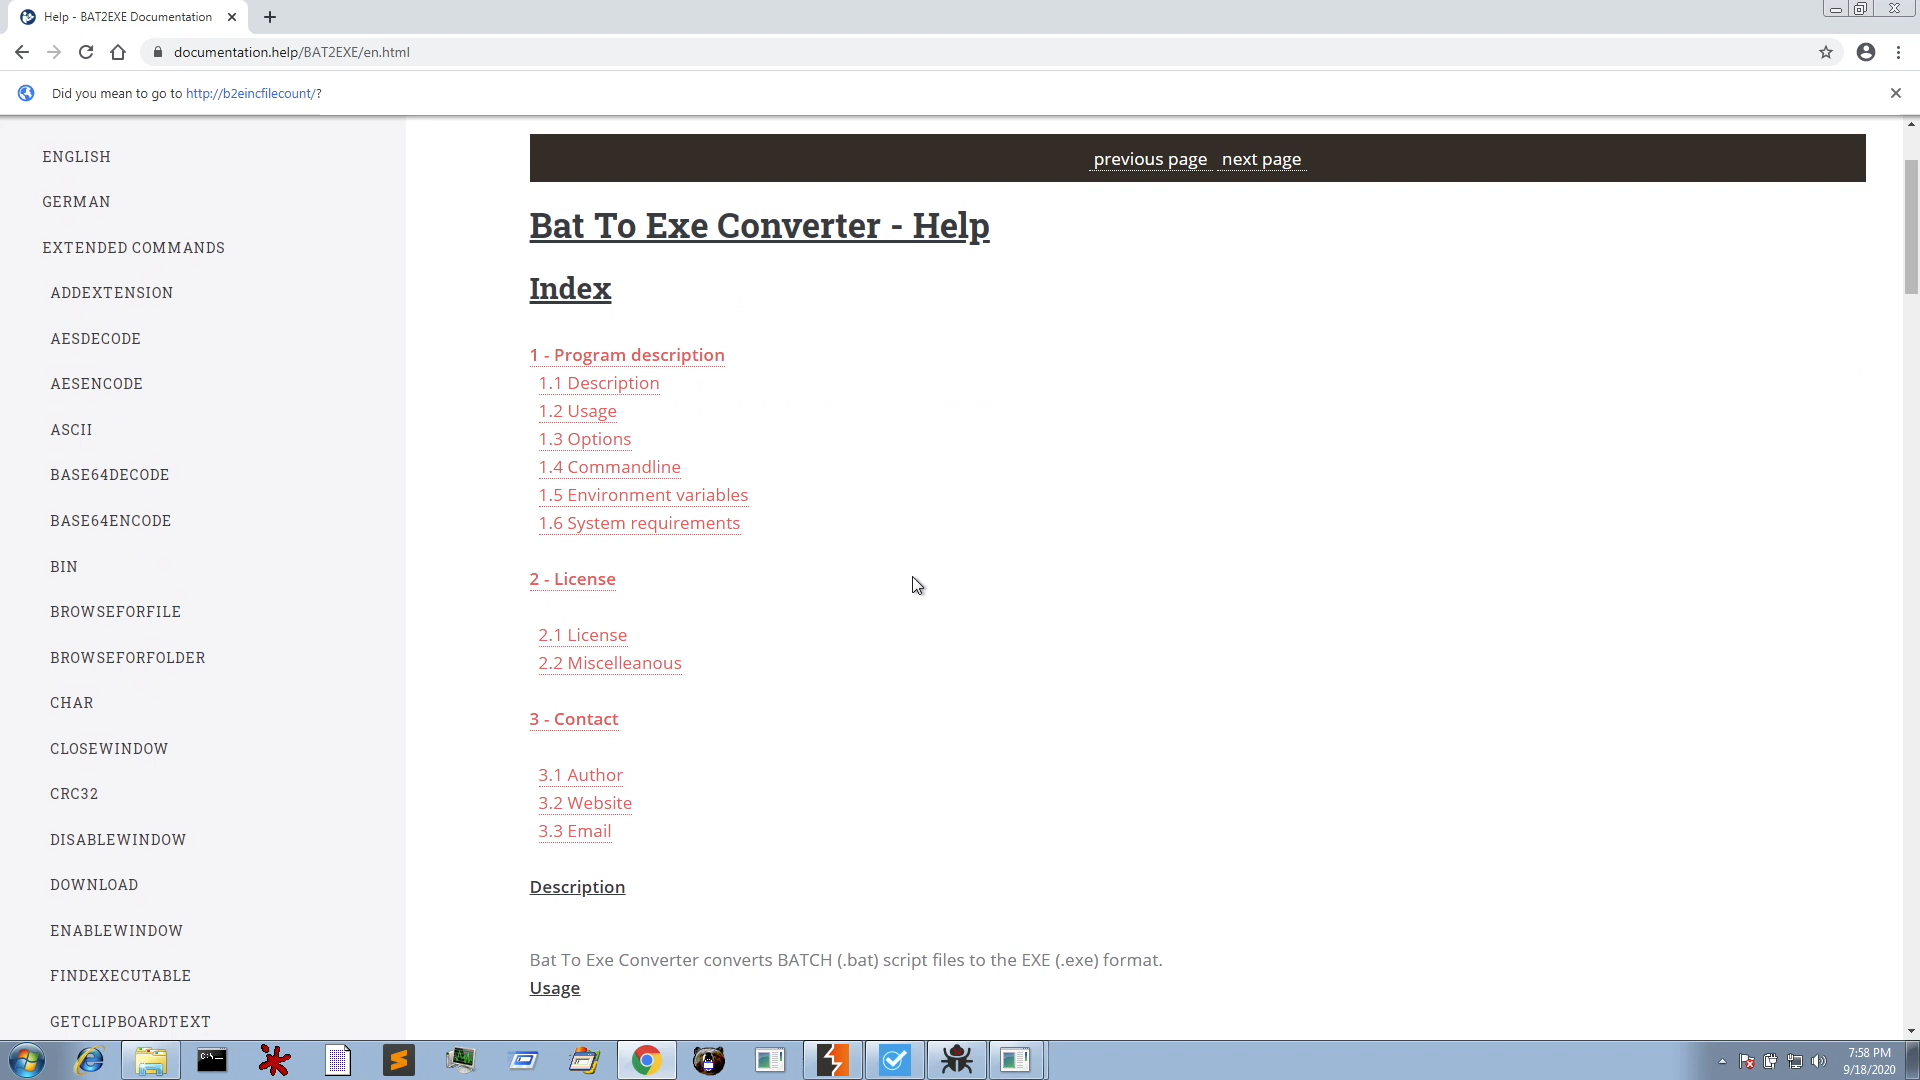 Help - BAT2EXE Documentation
documentation.help/BAT2EXE/en.html
Did you mean to go to http://b2eincfilecount/?
ENGLISH
GERMAN
EXTENDED COMMANDS
ADDEXTENSION
AESDECODE
AESENCODE
ASCII
BASE64DECODE
BASE64ENCODE
BIN
BROWSEFORFILE
BROWSEFORFOLDER
CHAR
CLOSEWINDOW
CRC32
DISABLEWINDOW
DOWNLOAD
ENABLEWINDOW
FINDEXECUTABLE
GETCLIPBOARDTEXT
previous page next page
Bat To Exe Converter - Help
Index
1 - Program description
1.1 Description
1.2 Usage
1.3 Options
1.4 Commandline
1.5 Environment variables
1.6 System requirements
2 - License
2.1 License
2.2 Miscelleanous
3 - Contact
3.1 Author
3.2 Website
3.3 Email
Description
Bat To Exe Converter converts BATCH (.bat) script files to the EXE (.exe) format.
Usage
7:58 PM
9/18/2020